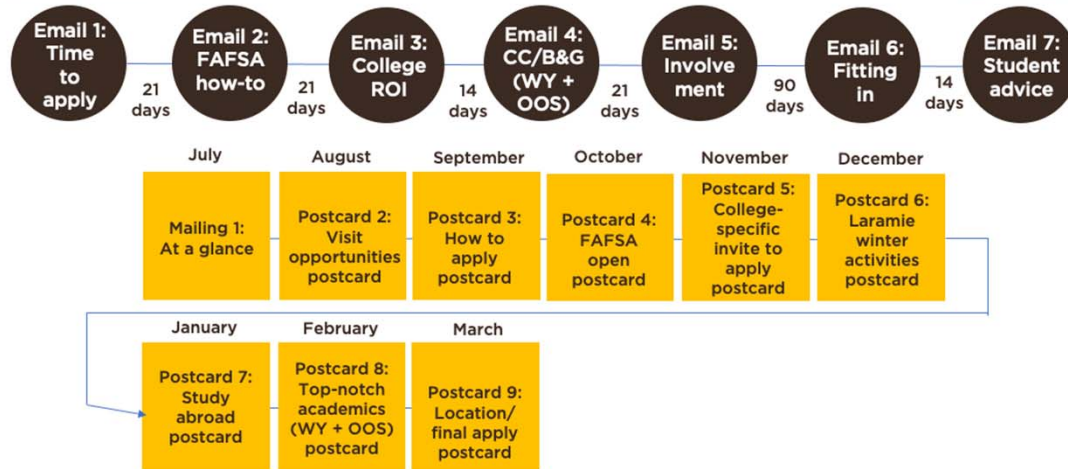 Email 1:
Time
to
apply
21
days
Email 2:
FAFSA
how-to
21
days
Email 3:
College
ROI
14
days
Email 4:
CC/B&G
(WY +
OOS)
21
days
Email 5:
Involve
ment
90
days
Email 6:
Fitting
in
14
days
Email 7:
Student
advice
July
Mailing 1:
At a glance
August
Postcard 2:
Visit
opportunities
postcard
September
Postcard 3:
How to
apply
postcard
October
Postcard 4:
FAFSA
open
postcard
November
Postcard 5:
College-
specific
invite to
apply
postcard
December
Postcard 6:
Laramie
winter
activities
postcard
January
Postcard 7:
Study
abroad
postcard
February
Postcard 8:
Top-notch
academics
(WY + OOS)
postcard
March
Postcard 9:
Location/
final apply
postcard